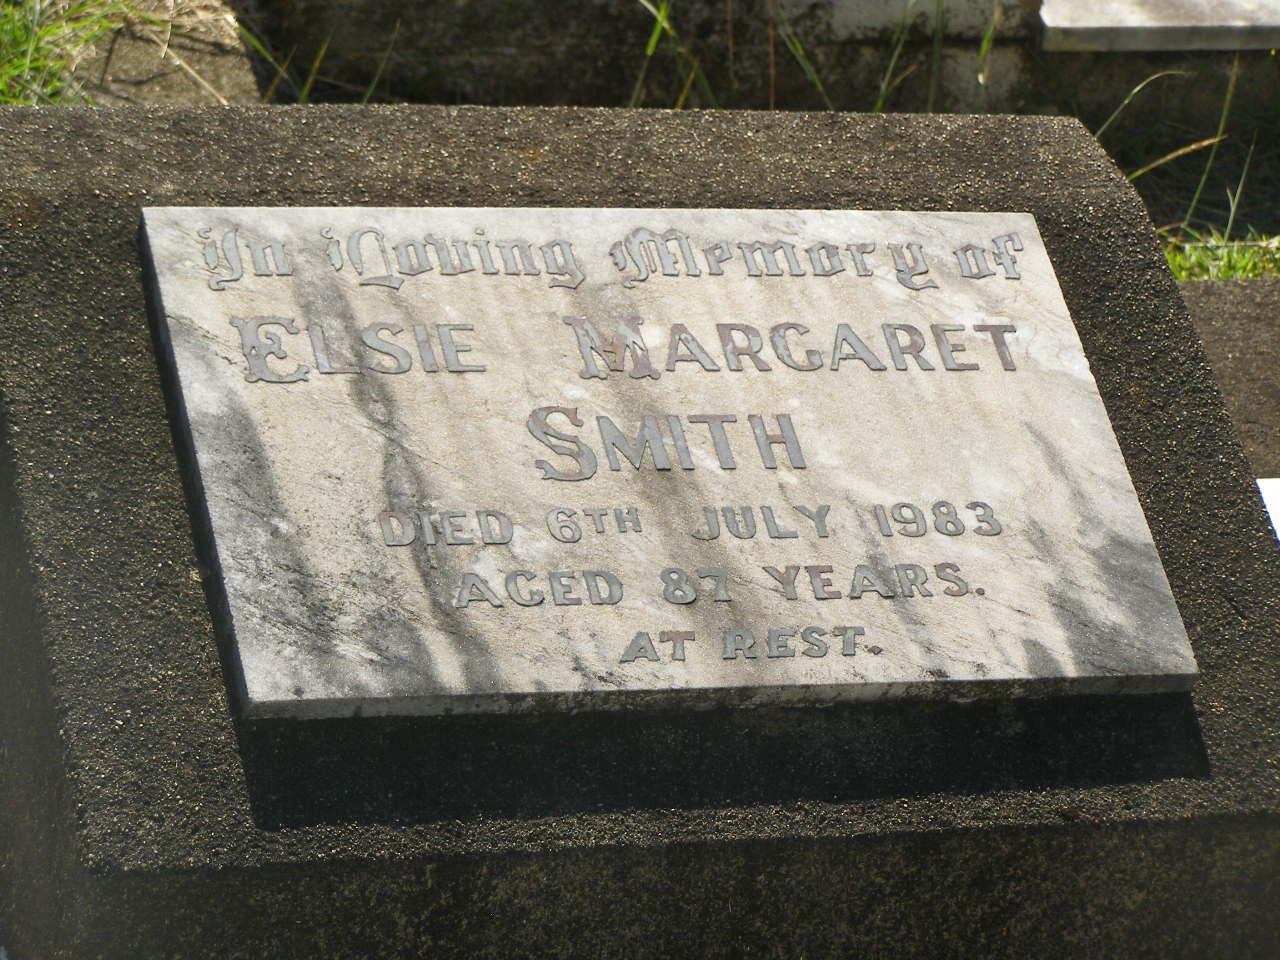 In Loving Memory of
ELSIE MARGARET
SMITH
DIED 6TH JULY 1983
AGED 87 YEARS.
AT REST.